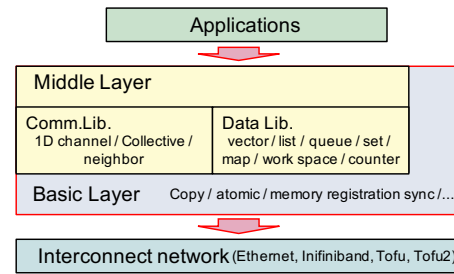 Applications
Middle Layer
Comm.Lib.
1D channel / Collective /
neighbor
Data Lib.
vector / list / queue / set /
map / work space / counter
Basic Layer Copy / atomic / memory registration sync /...
Interconnect network (Ethernet, Inifiniband, Tofu, Tofu2)